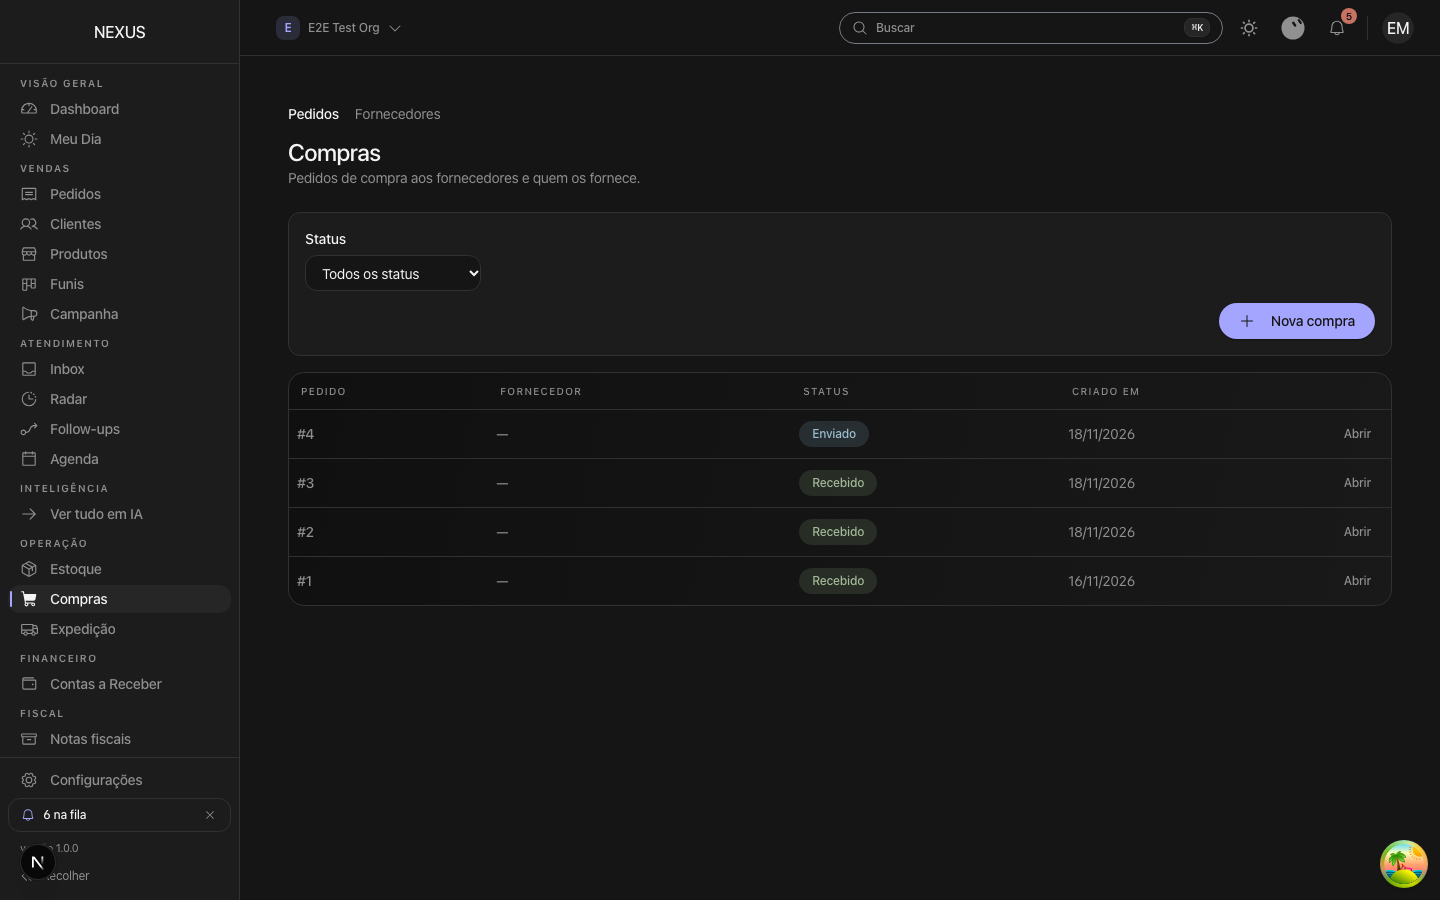 NEXUS
E
E2E Test Org
Buscar
⌘K
5
EM
VISÃO GERAL
Dashboard
Meu Dia
VENDAS
Pedidos
Clientes
Produtos
Funis
Campanha
ATENDIMENTO
Inbox
Radar
Follow-ups
Agenda
INTELIGÊNCIA
Ver tudo em IA
OPERAÇÃO
Estoque
Compras
Expedição
FINANCEIRO
Contas a Receber
FISCAL
Notas fiscais
Configurações
6 na fila
1.0.0
N
Pedidos Fornecedores
Compras
Pedidos de compra aos fornecedores e quem os fornece.
Status
Todos os status
Nova compra
PEDIDO FORNECEDOR STATUS CRIADO EM
#4 — Enviado 18/11/2026 Abrir
#3 — Recebido 18/11/2026 Abrir
#2 — Recebido 18/11/2026 Abrir
#1 — Recebido 16/11/2026 Abrir